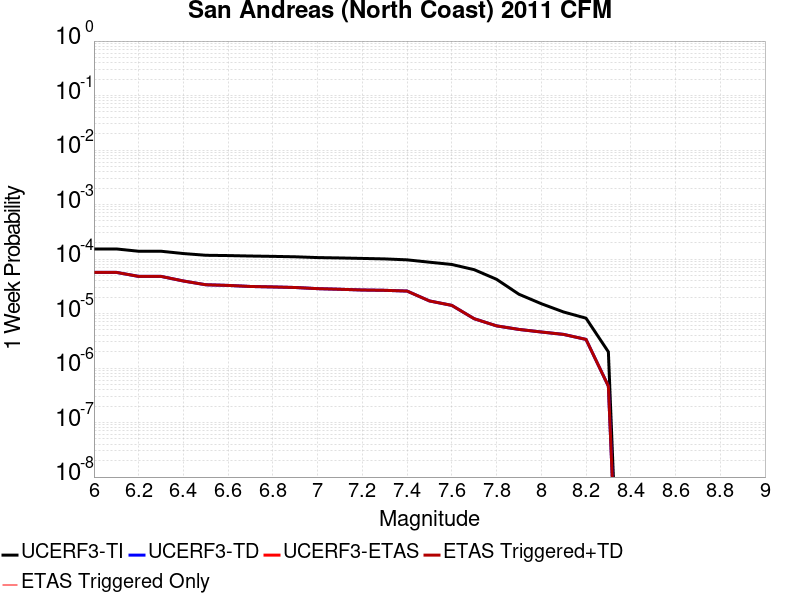 San Andreas (North Coast) 2011 CFM
10^0
10^-1
10^-2
10^-3
10^-4
10^-5
10^-6
10^-7
10^-8
1 Week Probability
6 6.2 6.4 6.6 6.8 7 7.2 7.4 7.6 7.8 8 8.2 8.4 8.6 8.8 9
Magnitude
UCERF3-TI UCERF3-TD UCERF3-ETAS ETAS Triggered+TD
ETAS Triggered Only